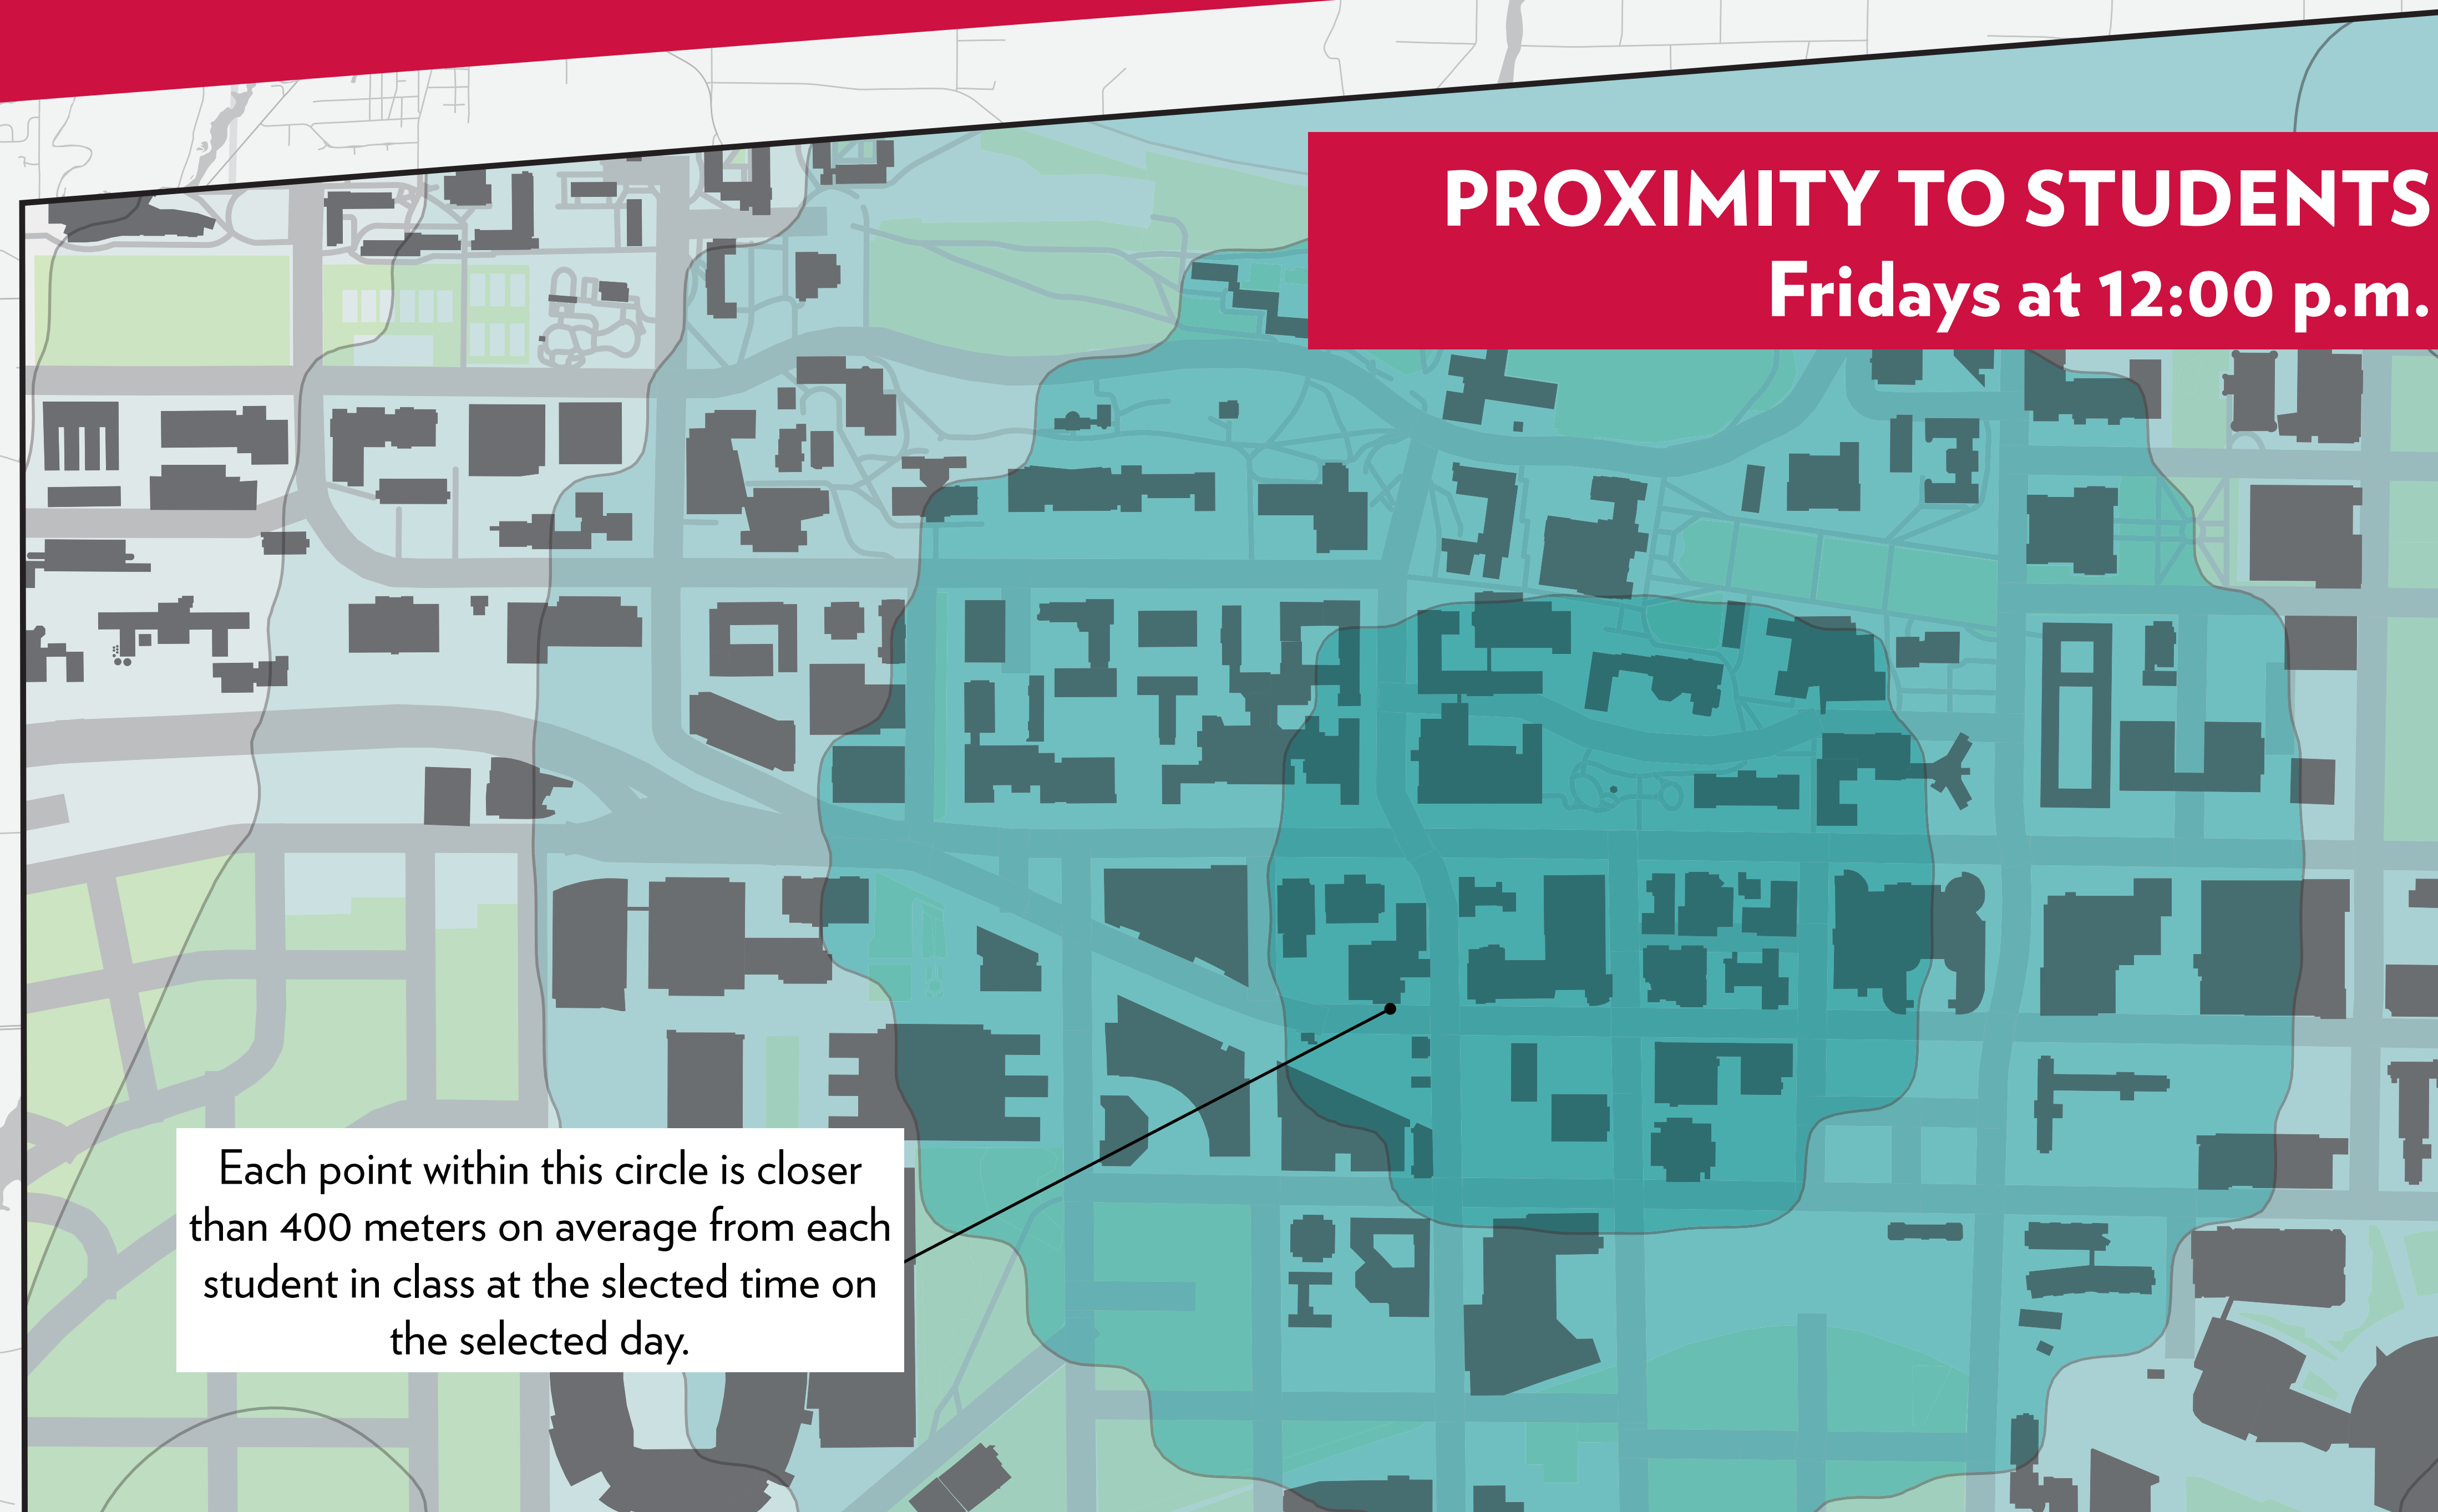 PROXIMITY TO STUDENTS
Fridays at 12:00 p.m.
Each point within this circle is closer
than 400 meters on average from each
student in class at the slected time on
the selected day.